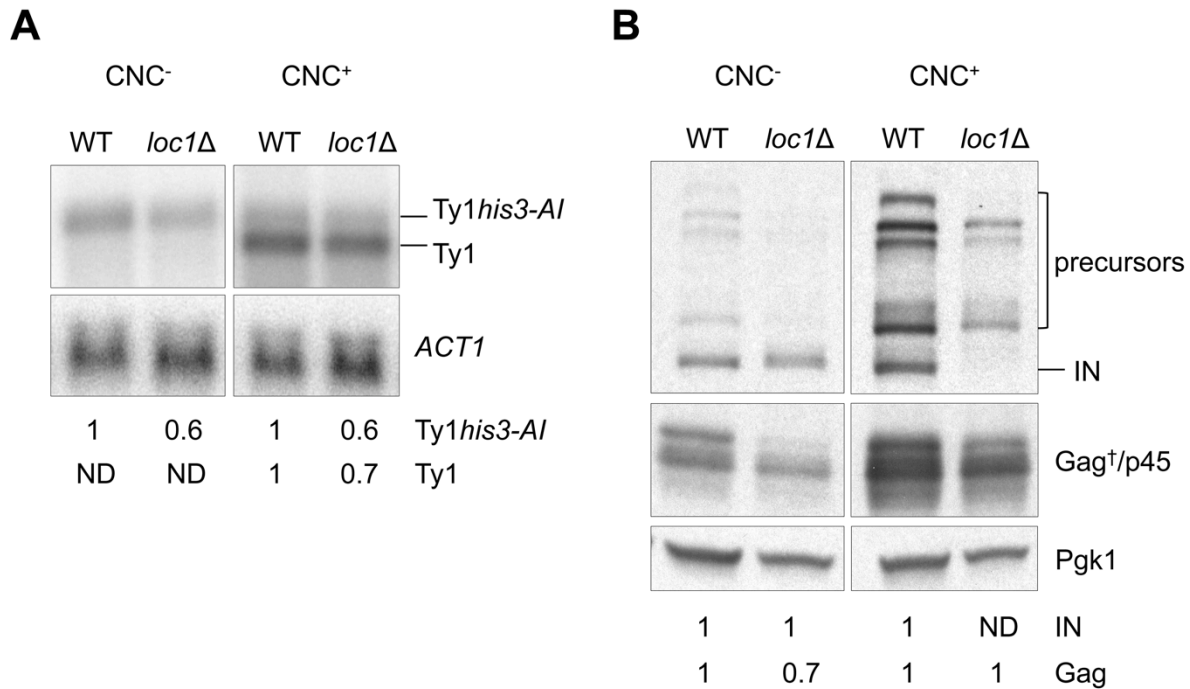 A
CNC- CNC+
WT loc1Δ WT loc1Δ
Ty1his3-AI
Ty1
ACT1
1 0.6 1 0.6 Ty1his3-AI
ND ND 1 0.7 Ty1
B
CNC- CNC+
WT loc1Δ WT loc1Δ
precursors
IN
Gag†/p45
Pgk1
1 1 1 ND IN
1 0.7 1 1 Gag